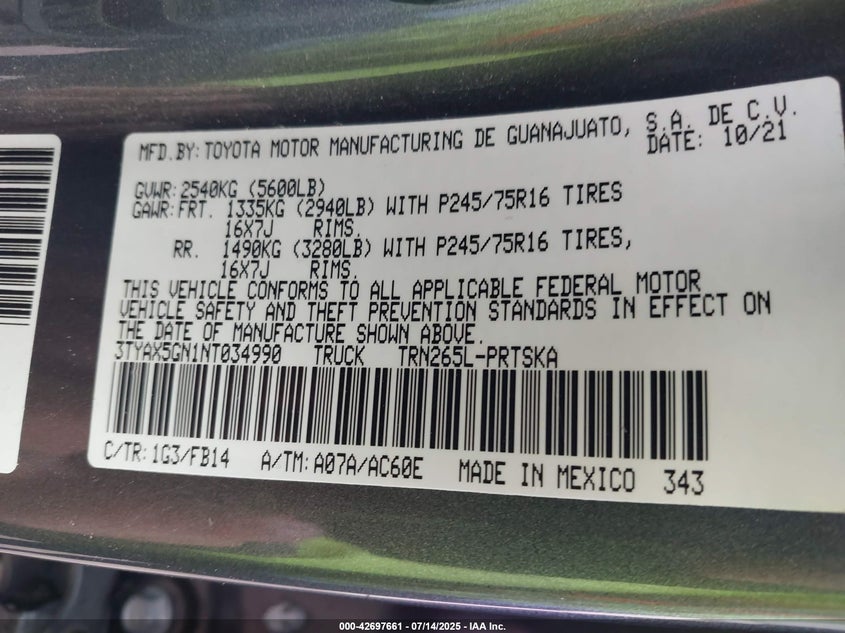 MFD.BY:TOYOTA MOTOR MANUFACTURING DE GUANAJUATO, S.A. DE C.V.
DATE: 10/21
GVWR:2540KG (5600LB)
GAWR:FRT. 1335KG (2940LB) WITH P245/75R16 TIRES
16X7J RIMS.
RR. 1490KG (3280LB) WITH P245/75R16 TIRES,
16X7J RIMS.
THIS VEHICLE CONFORMS TO ALL APPLICABLE FEDERAL MOTOR
VEHICLE SAFETY AND THEFT PREVENTION STANDARDS IN EFFECT ON
THE DATE OF MANUFACTURE SHOWN ABOVE.
3TYAX5GN1NT034990 TRUCK TRN265L-PRTSKA
C/TR:1G3/FB14 A/TM:A07A/AC60E MADE IN MEXICO 343
000-42697661 - 07/14/2025 - IAA Inc.